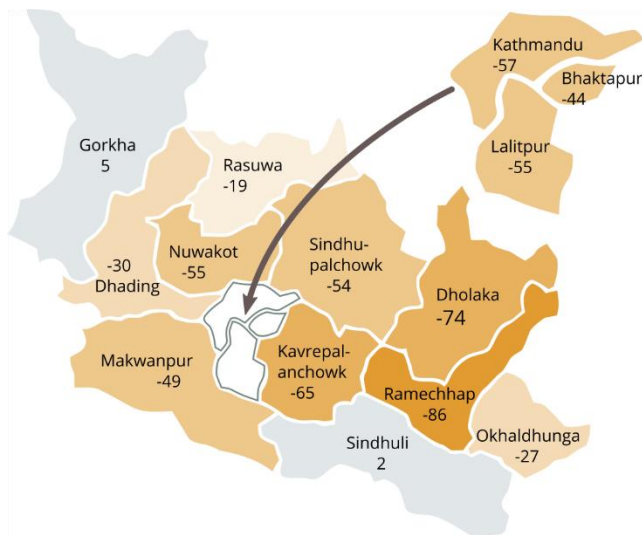 Kathmandu
-57
Bhaktapur
-44
Lalitpur
-55
Gorkha
5
Rasuwa
-19
Nuwakot
-55
Sindhu-
palchowk
-54
-30
Dhading
Dholaka
-74
Makwanpur
-49
Kavrepal-
anchowk
-65
Ramechhap
-86
Okhaldhunga
-27
Sindhuli
2